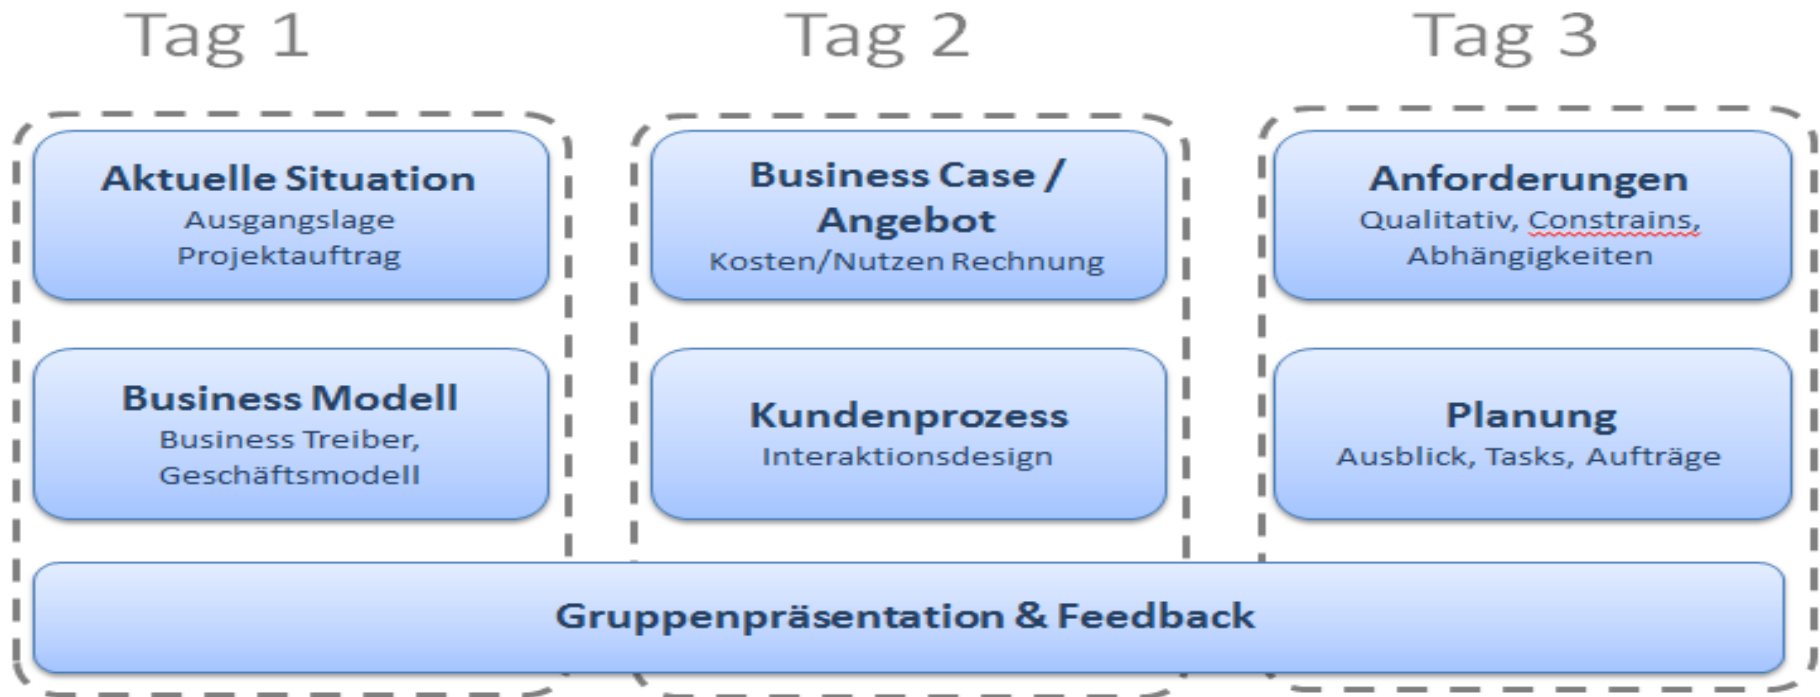 Tag 1
Tag 2
Tag 3
Aktuelle Situation
Ausgangslage
Projektauftrag
Business Case /
Angebot
Kosten/Nutzen Rechnung
Anforderungen
Qualitativ, Constrains,
Abhängigkeiten
Business Modell
Business Treiber,
Geschäftsmodell
Kundenprozess
Interaktionsdesign
Planung
Ausblick, Tasks, Aufträge
Gruppenpräsentation & Feedback